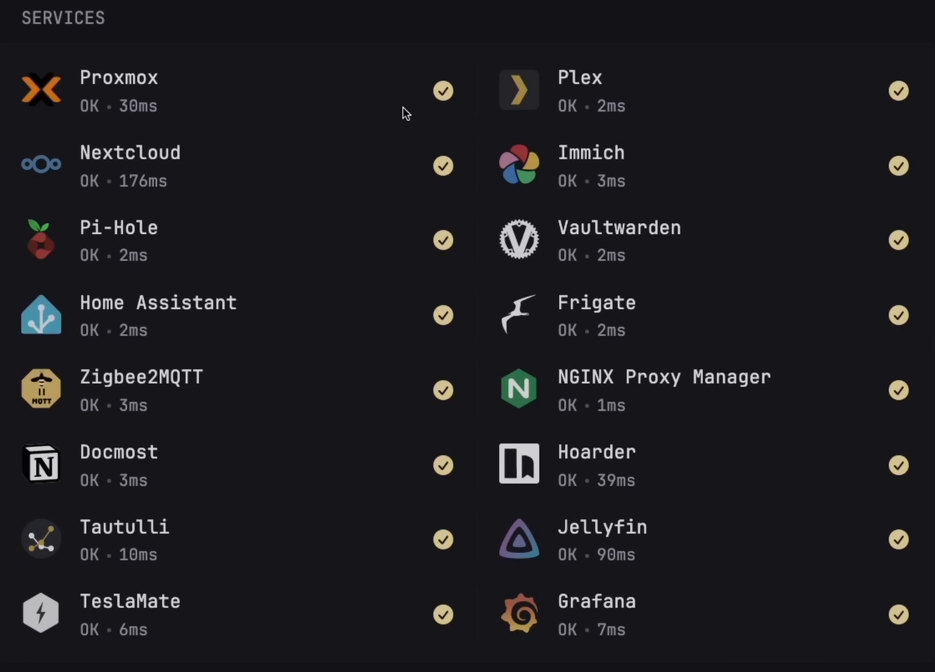 SERVICES
Proxmox
OK • 30ms
Plex
OK • 2ms
Nextcloud
OK • 176ms
Immich
OK • 3ms
Pi-Hole
OK • 2ms
Vaultwarden
OK • 2ms
Home Assistant
OK • 2ms
Frigate
OK • 2ms
Zigbee2MQTT
OK • 3ms
MQTT
NGINX Proxy Manager
OK • 1ms
N
Docmost
OK • 3ms
N
Hoarder
OK • 39ms
Tautulli
OK • 10ms
Jellyfin
OK • 90ms
TeslaMate
OK • 6ms
Grafana
OK • 7ms